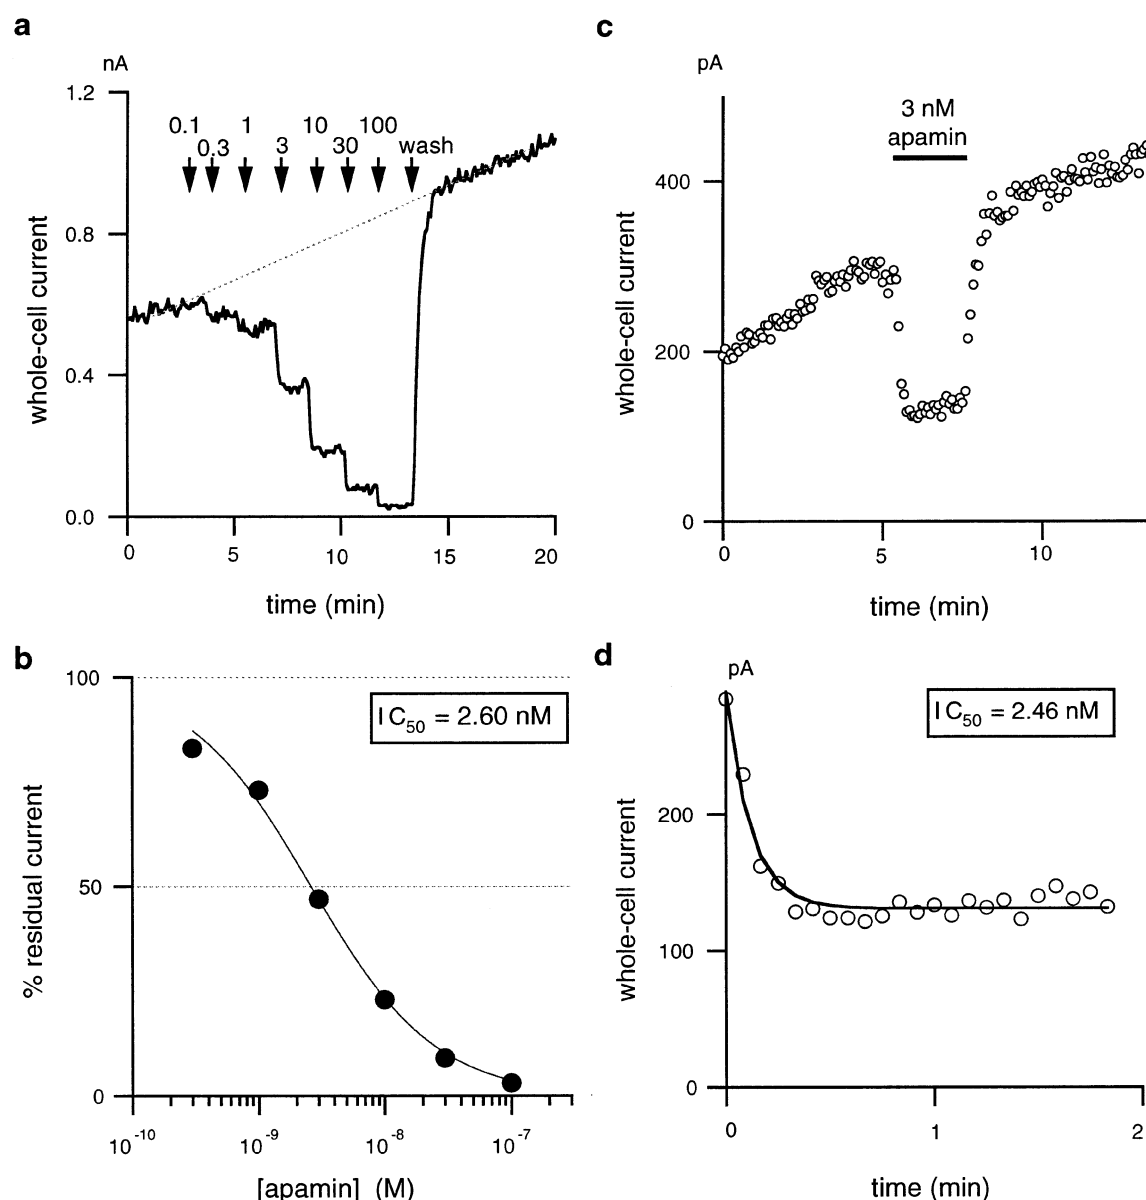 a
nA
1.2
0.1 1 10 100
0.3 3 30 wash
0.8
0.4
0.0
whole-cell current
0 5 10 15 20
time (min)
c
pA
3 nM
apamin
400
200
0
whole-cell current
0 5 10
time (min)
b
100
IC50 = 2.60 nM
50
0
% residual current
10-10 10-9 10-8 10-7
[apamin] (M)
d
pA
IC50 = 2.46 nM
200
100
0
whole-cell current
0 1 2
time (min)